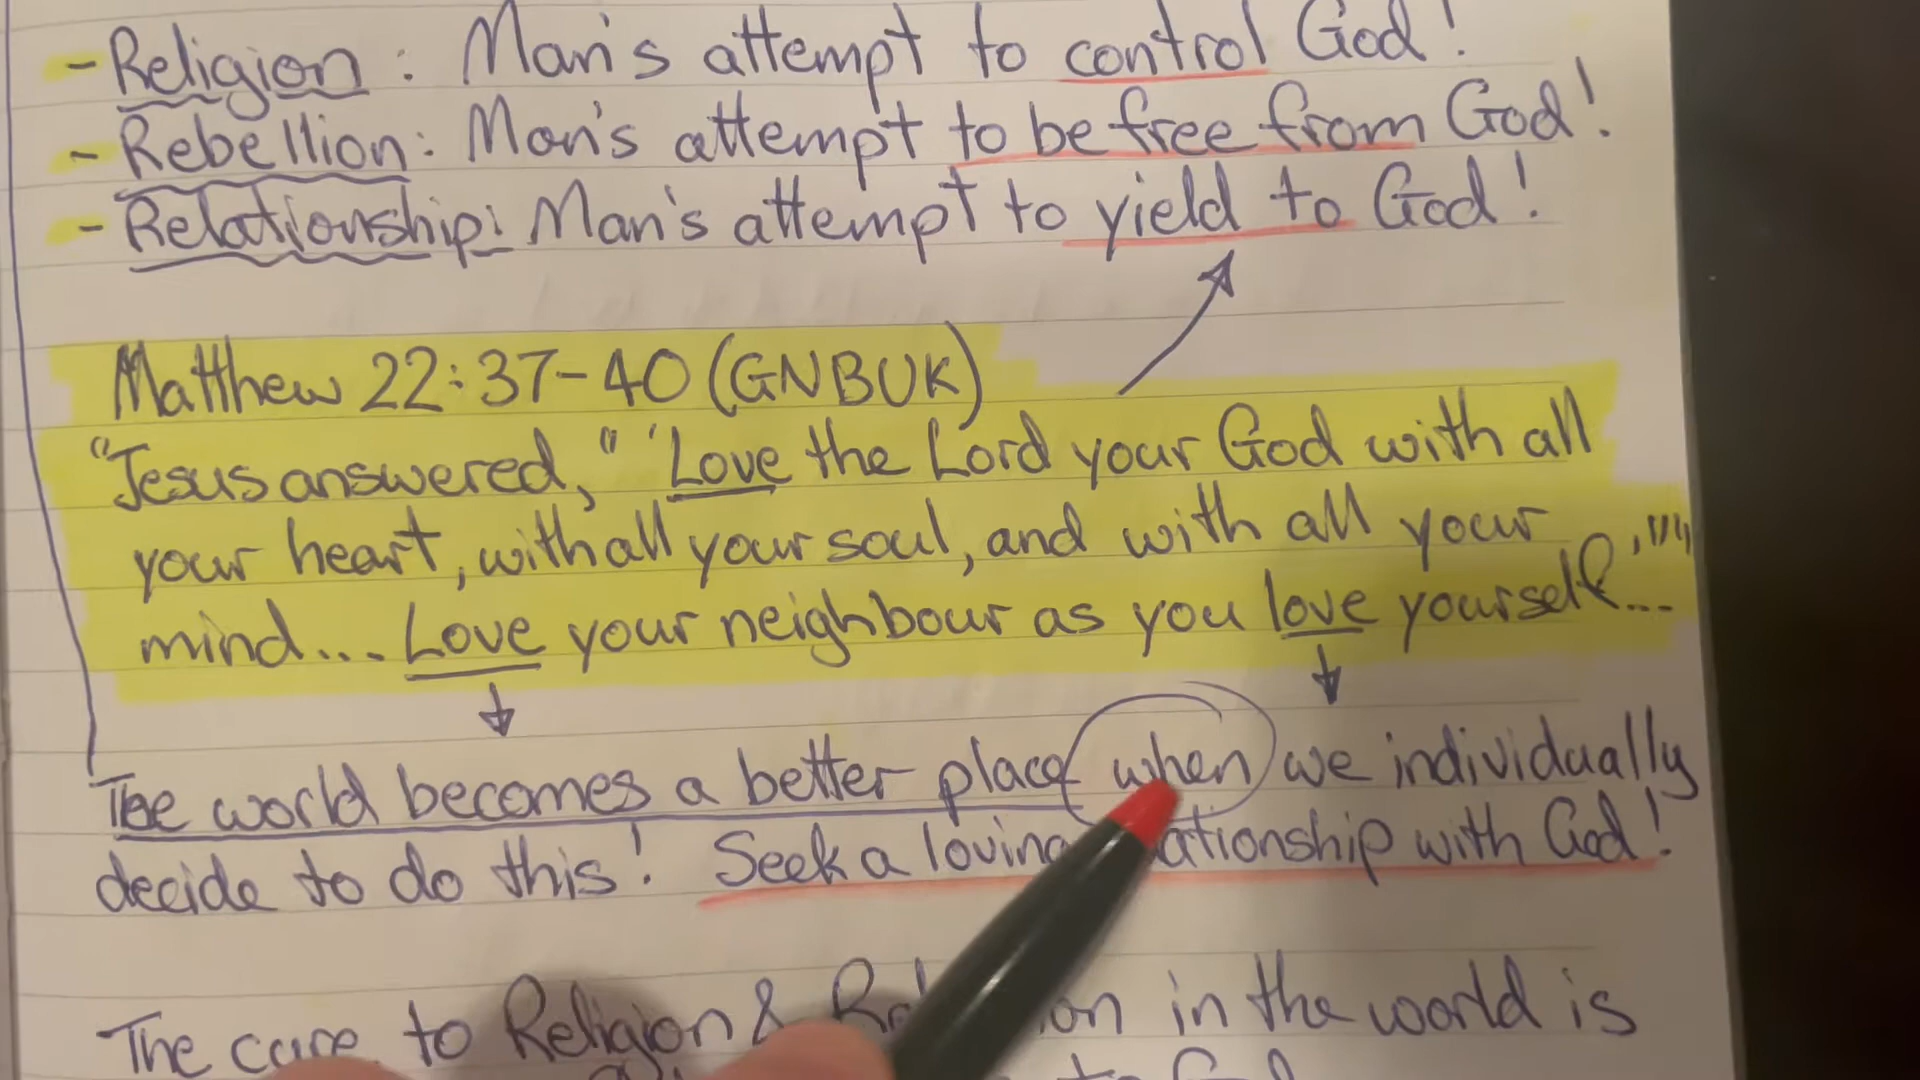 - Religion : Man's attempt to control God!
- Rebellion: Man's attempt to be free from God!
- Relationship: Man's attempt to yield to God!
Matthew 22:37-40 (GNBUK)
"Jesus answered," 'Love the Lord your God with all
your heart, with all your soul, and with all your
mind... Love your neighbour as you love yourself...'""
The world becomes a better place when we individually
decide to do this! Seek a loving with God!
The to Religion & in the world is